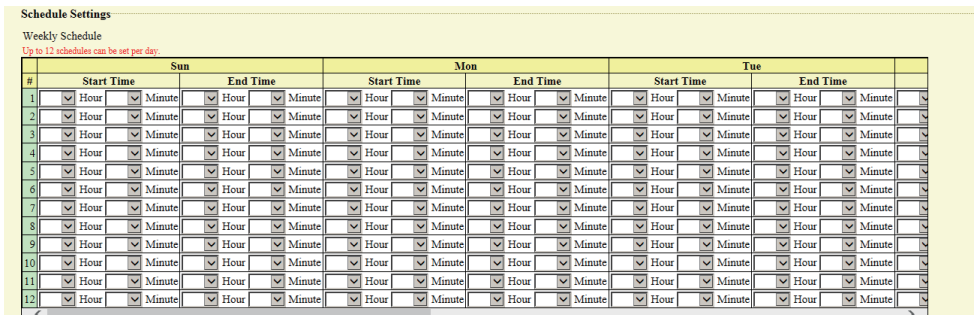 Schedule Settings
Weekly Schedule
Up to 12 schedules can be set per day.
Sun Mon Tue
# Start Time End Time Start Time End Time Start Time End Time
1 Hour Minute Hour Minute Hour Minute Hour Minute Hour Minute Hour Minute
2 Hour Minute Hour Minute Hour Minute Hour Minute Hour Minute Hour Minute
3 Hour Minute Hour Minute Hour Minute Hour Minute Hour Minute Hour Minute
4 Hour Minute Hour Minute Hour Minute Hour Minute Hour Minute Hour Minute
5 Hour Minute Hour Minute Hour Minute Hour Minute Hour Minute Hour Minute
6 Hour Minute Hour Minute Hour Minute Hour Minute Hour Minute Hour Minute
7 Hour Minute Hour Minute Hour Minute Hour Minute Hour Minute Hour Minute
8 Hour Minute Hour Minute Hour Minute Hour Minute Hour Minute Hour Minute
9 Hour Minute Hour Minute Hour Minute Hour Minute Hour Minute Hour Minute
10 Hour Minute Hour Minute Hour Minute Hour Minute Hour Minute Hour Minute
11 Hour Minute Hour Minute Hour Minute Hour Minute Hour Minute Hour Minute
12 Hour Minute Hour Minute Hour Minute Hour Minute Hour Minute Hour Minute